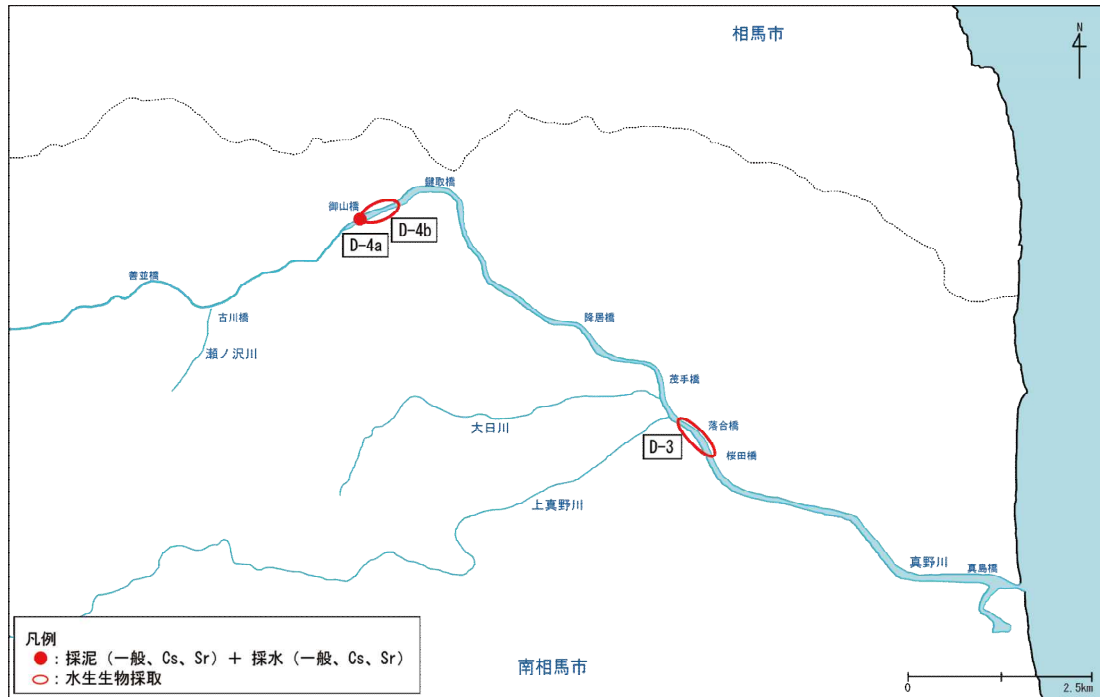 相馬市
N
鍵取橋
御山橋
D-4b
D-4a
善並橋
古川橋
瀬ノ沢川
降居橋
茂手橋
大日川
落合橋
D-3
桜田橋
上真野川
真野川
真島橋
凡例
：採泥（一般、Cs、Sr）＋ 採水（一般、Cs、Sr）
：水生生物採取
南相馬市
0
2.5km